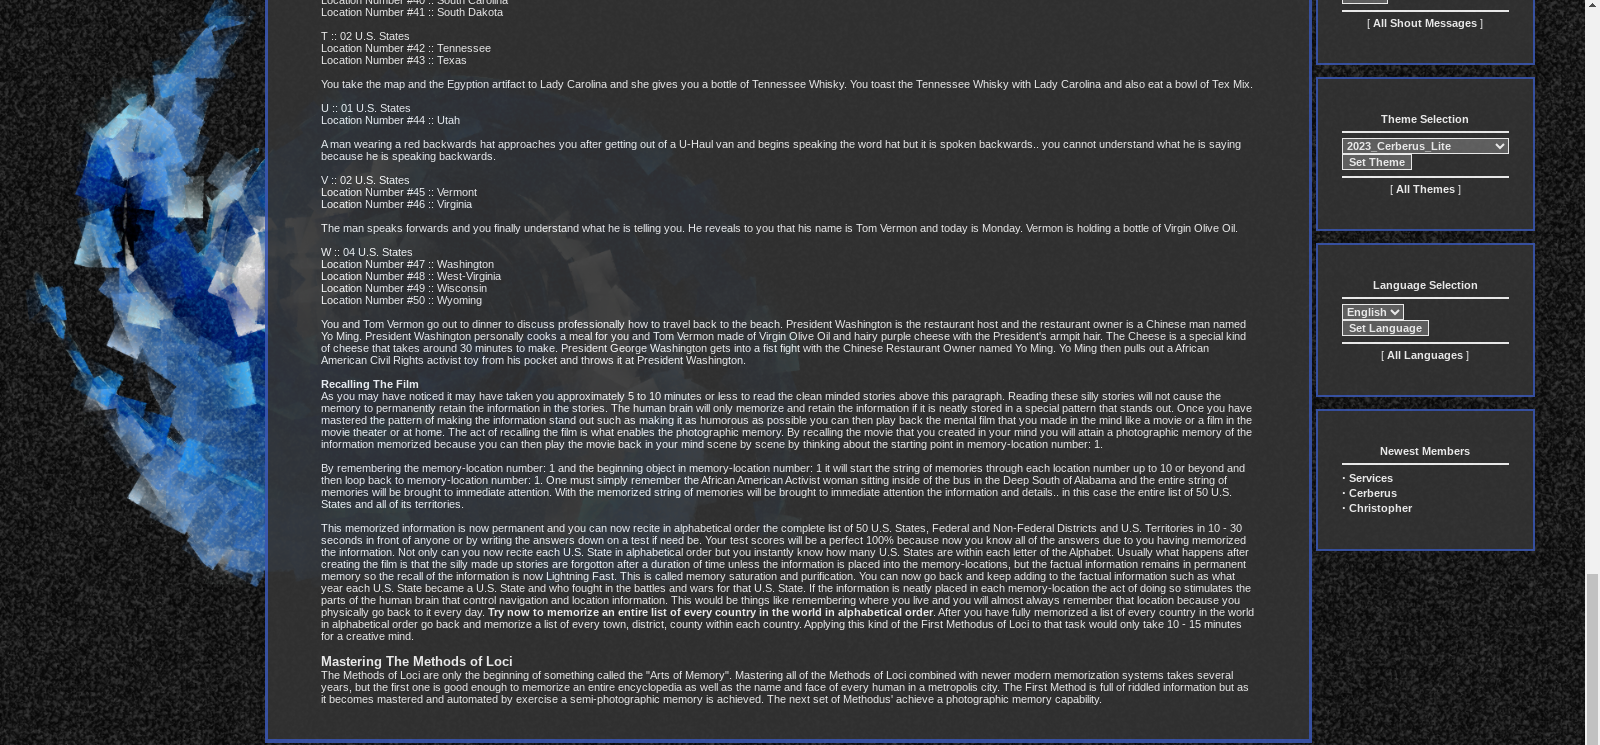 Location Number #40 :: South Carolina
Location Number #41 :: South Dakota
T :: 02 U.S. States
Location Number #42 :: Tennessee
Location Number #43 :: Texas
You take the map and the Egyption artifact to Lady Carolina and she gives you a bottle of Tennessee Whisky. You toast the Tennessee Whisky with Lady Carolina and also eat a bowl of Tex Mix.
U :: 01 U.S. States
Location Number #44 :: Utah
A man wearing a red backwards hat approaches you after getting out of a U-Haul van and begins speaking the word hat but it is spoken backwards.. you cannot understand what he is saying
because he is speaking backwards.
V :: 02 U.S. States
Location Number #45 :: Vermont
Location Number #46 :: Virginia
The man speaks forwards and you finally understand what he is telling you. He reveals to you that his name is Tom Vermon and today is Monday. Vermon is holding a bottle of Virgin Olive Oil.
W :: 04 U.S. States
Location Number #47 :: Washington
Location Number #48 :: West-Virginia
Location Number #49 :: Wisconsin
Location Number #50 :: Wyoming
You and Tom Vermon go out to dinner to discuss professionally how to travel back to the beach. President Washington is the restaurant host and the restaurant owner is a Chinese man named
Yo Ming. President Washington personally cooks a meal for you and Tom Vermon made of Virgin Olive Oil and hairy purple cheese with the President's armpit hair. The Cheese is a special kind
of cheese that takes around 30 minutes to make. President George Washington gets into a fist fight with the Chinese Restaurant Owner named Yo Ming. Yo Ming then pulls out a African
American Civil Rights activist toy from his pocket and throws it at President Washington.
Recalling The Film
As you may have noticed it may have taken you approximately 5 to 10 minutes or less to read the clean minded stories above this paragraph. Reading these silly stories will not cause the
memory to permanently retain the information in the stories. The human brain will only memorize and retain the information if it is neatly stored in a special pattern that stands out. Once you have
mastered the pattern of making the information stand out such as making it as humorous as possible you can then play back the mental film that you made in the mind like a movie or a film in the
movie theater or at home. The act of recalling the film is what enables the photographic memory. By recalling the movie that you created in your mind you will attain a photographic memory of the
information memorized because you can then play the movie back in your mind scene by scene by thinking about the starting point in memory-location number: 1.
By remembering the memory-location number: 1 and the beginning object in memory-location number: 1 it will start the string of memories through each location number up to 10 or beyond and
then loop back to memory-location number: 1. One must simply remember the African American Activist woman sitting inside of the bus in the Deep South of Alabama and the entire string of
memories will be brought to immediate attention. With the memorized string of memories will be brought to immediate attention the information and details.. in this case the entire list of 50 U.S.
States and all of its territories.
This memorized information is now permanent and you can now recite in alphabetical order the complete list of 50 U.S. States, Federal and Non-Federal Districts and U.S. Territories in 10 - 30
seconds in front of anyone or by writing the answers down on a test if need be. Your test scores will be a perfect 100% because now you know all of the answers due to you having memorized
the information. Not only can you now recite each U.S. State in alphabetical order but you instantly know how many U.S. States are within each letter of the Alphabet. Usually what happens after
creating the film is that the silly made up stories are forgotton after a duration of time unless the information is placed into the memory-locations, but the factual information remains in permanent
memory so the recall of the information is now Lightning Fast. This is called memory saturation and purification. You can now go back and keep adding to the factual information such as what
year each U.S. State became a U.S. State and who fought in the battles and wars for that U.S. State. If the information is neatly placed in each memory-location the act of doing so stimulates the
parts of the human brain that control navigation and location information. This would be things like remembering where you live and you will almost always remember that location because you
physically go back to it every day. Try now to memorize an entire list of every country in the world in alphabetical order. After you have fully memorized a list of every country in the world
in alphabetical order go back and memorize a list of every town, district, county within each country. Applying this kind of the First Methodus of Loci to that task would only take 10 - 15 minutes
for a creative mind.
Mastering The Methods of Loci
The Methods of Loci are only the beginning of something called the "Arts of Memory". Mastering all of the Methods of Loci combined with newer modern memorization systems takes several
years, but the first one is good enough to memorize an entire encyclopedia as well as the name and face of every human in a metropolis city. The First Method is full of riddled information but as
it becomes mastered and automated by exercise a semi-photographic memory is achieved. The next set of Methodus' achieve a photographic memory capability.
[ All Shout Messages ]
Theme Selection
2023_Cerberus_Lite
Set Theme
[ All Themes ]
Language Selection
English
Set Language
[ All Languages ]
Newest Members
· Services
· Cerberus
· Christopher